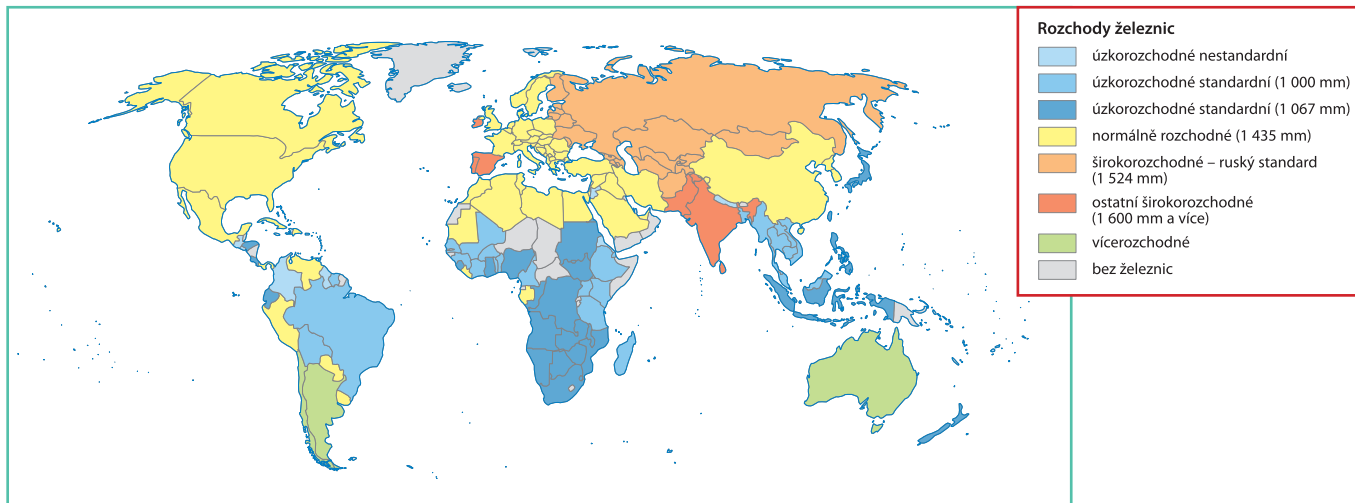 Rozchody železnic
úzkorozchodné nestandardní
úzkorozchodné standardní (1 000 mm)
úzkorozchodné standardní (1 067 mm)
normálně rozchodné (1 435 mm)
širokorozchodné – ruský standard
(1 524 mm)
ostatní širokorozchodné
(1 600 mm a více)
vícerozchodné
bez železnic